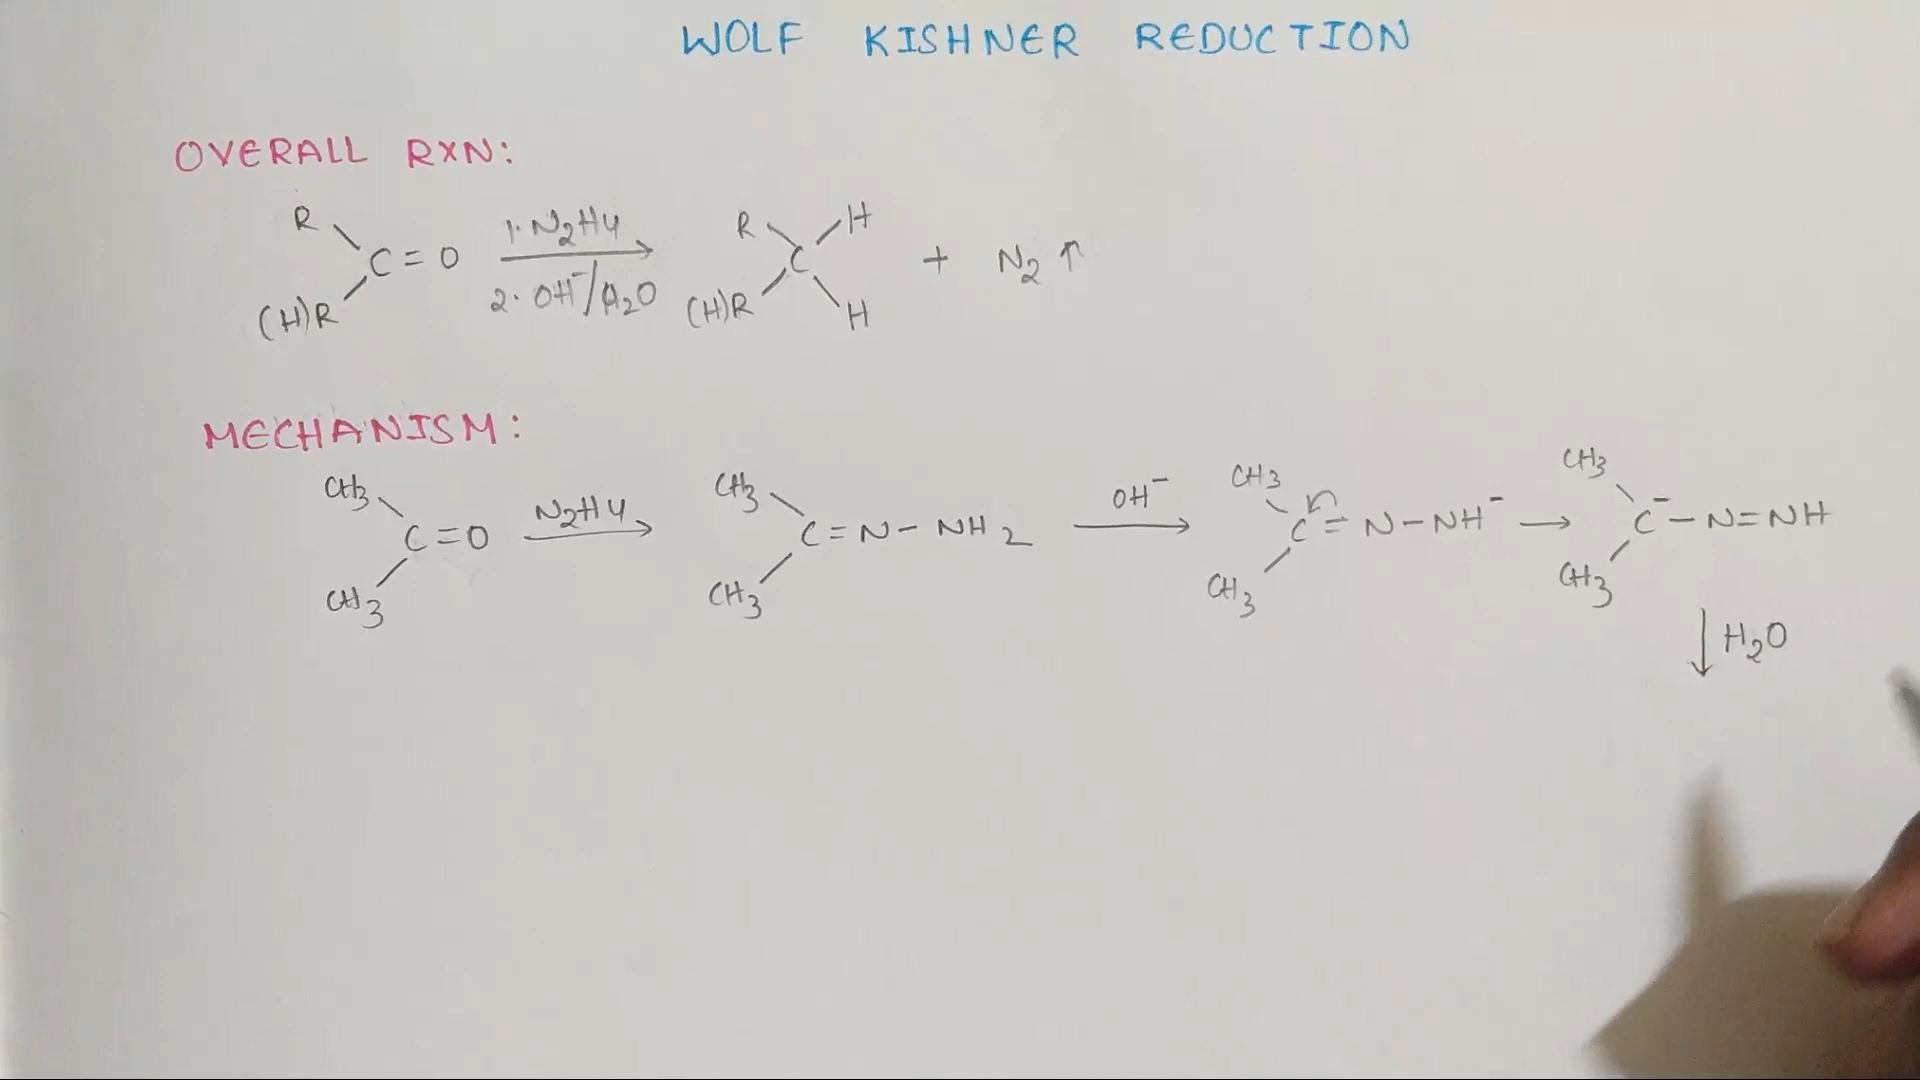 WOLF KISHNER REDUCTION
OVERALL RXN:
R (H)R C=O 1. N2H4 2. OH⁻/H2O R (H)R C H H + N2 ↑
MECHANISM:
CH3 CH3 C=O N2H4 → CH3 CH3 C=N-NH2 OH⁻ → CH3 CH3 C=N-NH⁻ → CH3 CH3 C⁻-N=NH
↓ H2O